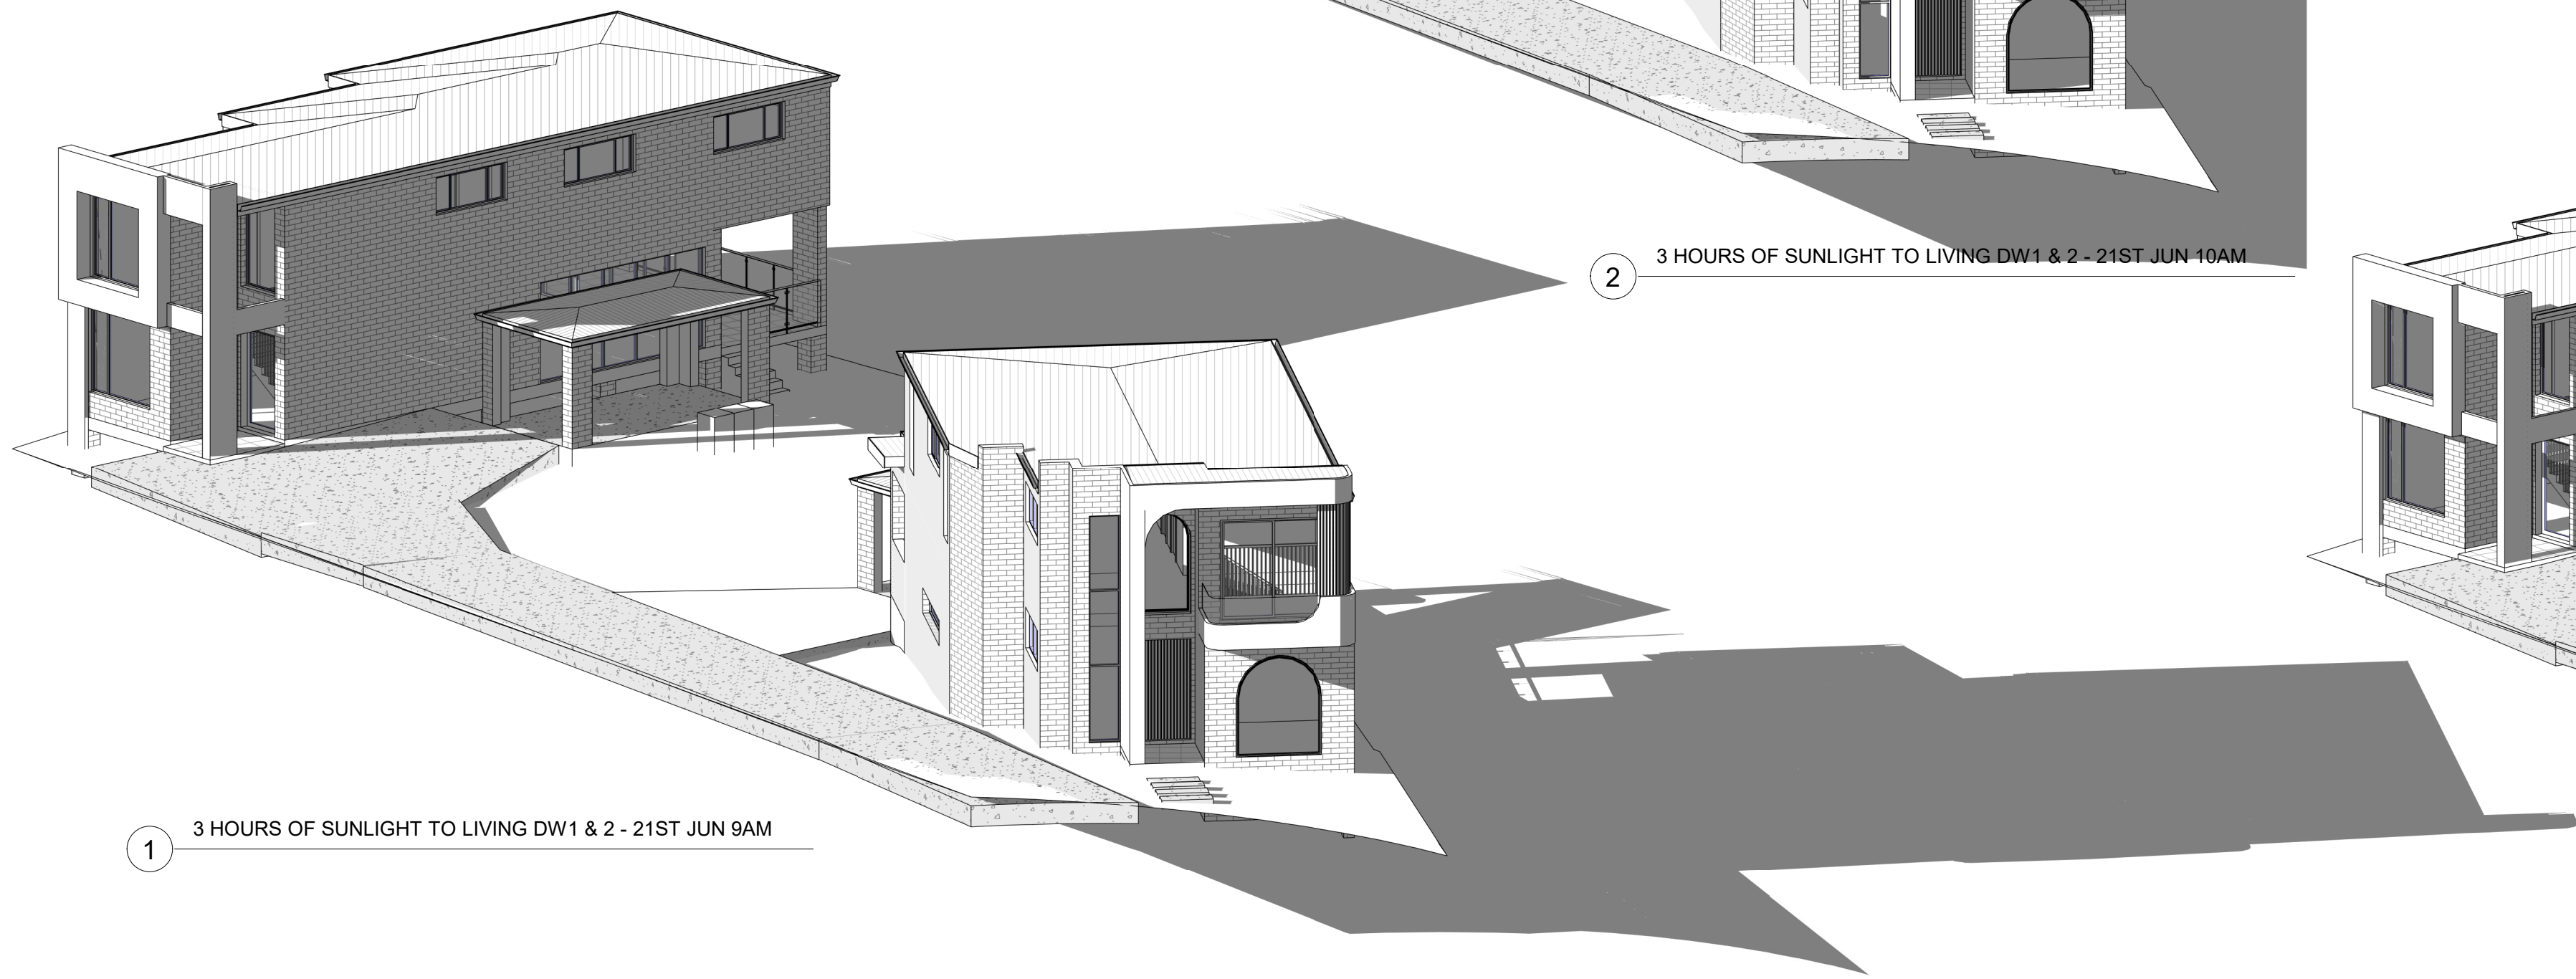 2
3 HOURS OF SUNLIGHT TO LIVING DW1 & 2 - 21ST JUN 10AM
1
3 HOURS OF SUNLIGHT TO LIVING DW1 & 2 - 21ST JUN 9AM